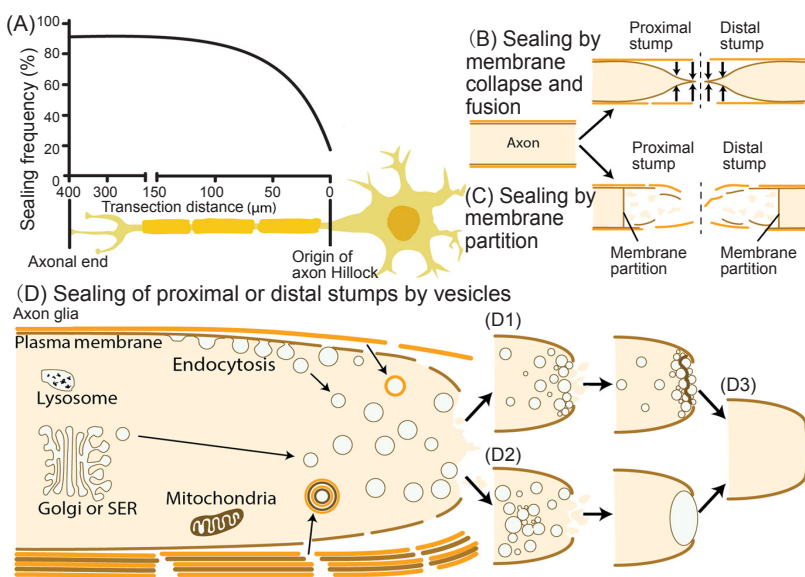 (A)
Sealing frequency (%)
100
80
60
40
20
0
400
300
150
100
50
0
Transection distance (μm)
Axonal end
Origin of
axon Hillock
(B) Sealing by
membrane
collapse and
fusion
Proximal
stump
Distal
stump
Axon
(C) Sealing by
membrane
partition
Proximal
stump
Distal
stump
Membrane
partition
Membrane
partition
(D) Sealing of proximal or distal stumps by vesicles
Axon glia
Plasma membrane
Endocytosis
Lysosome
Golgi or SER
Mitochondria
(D1)
(D2)
(D3)